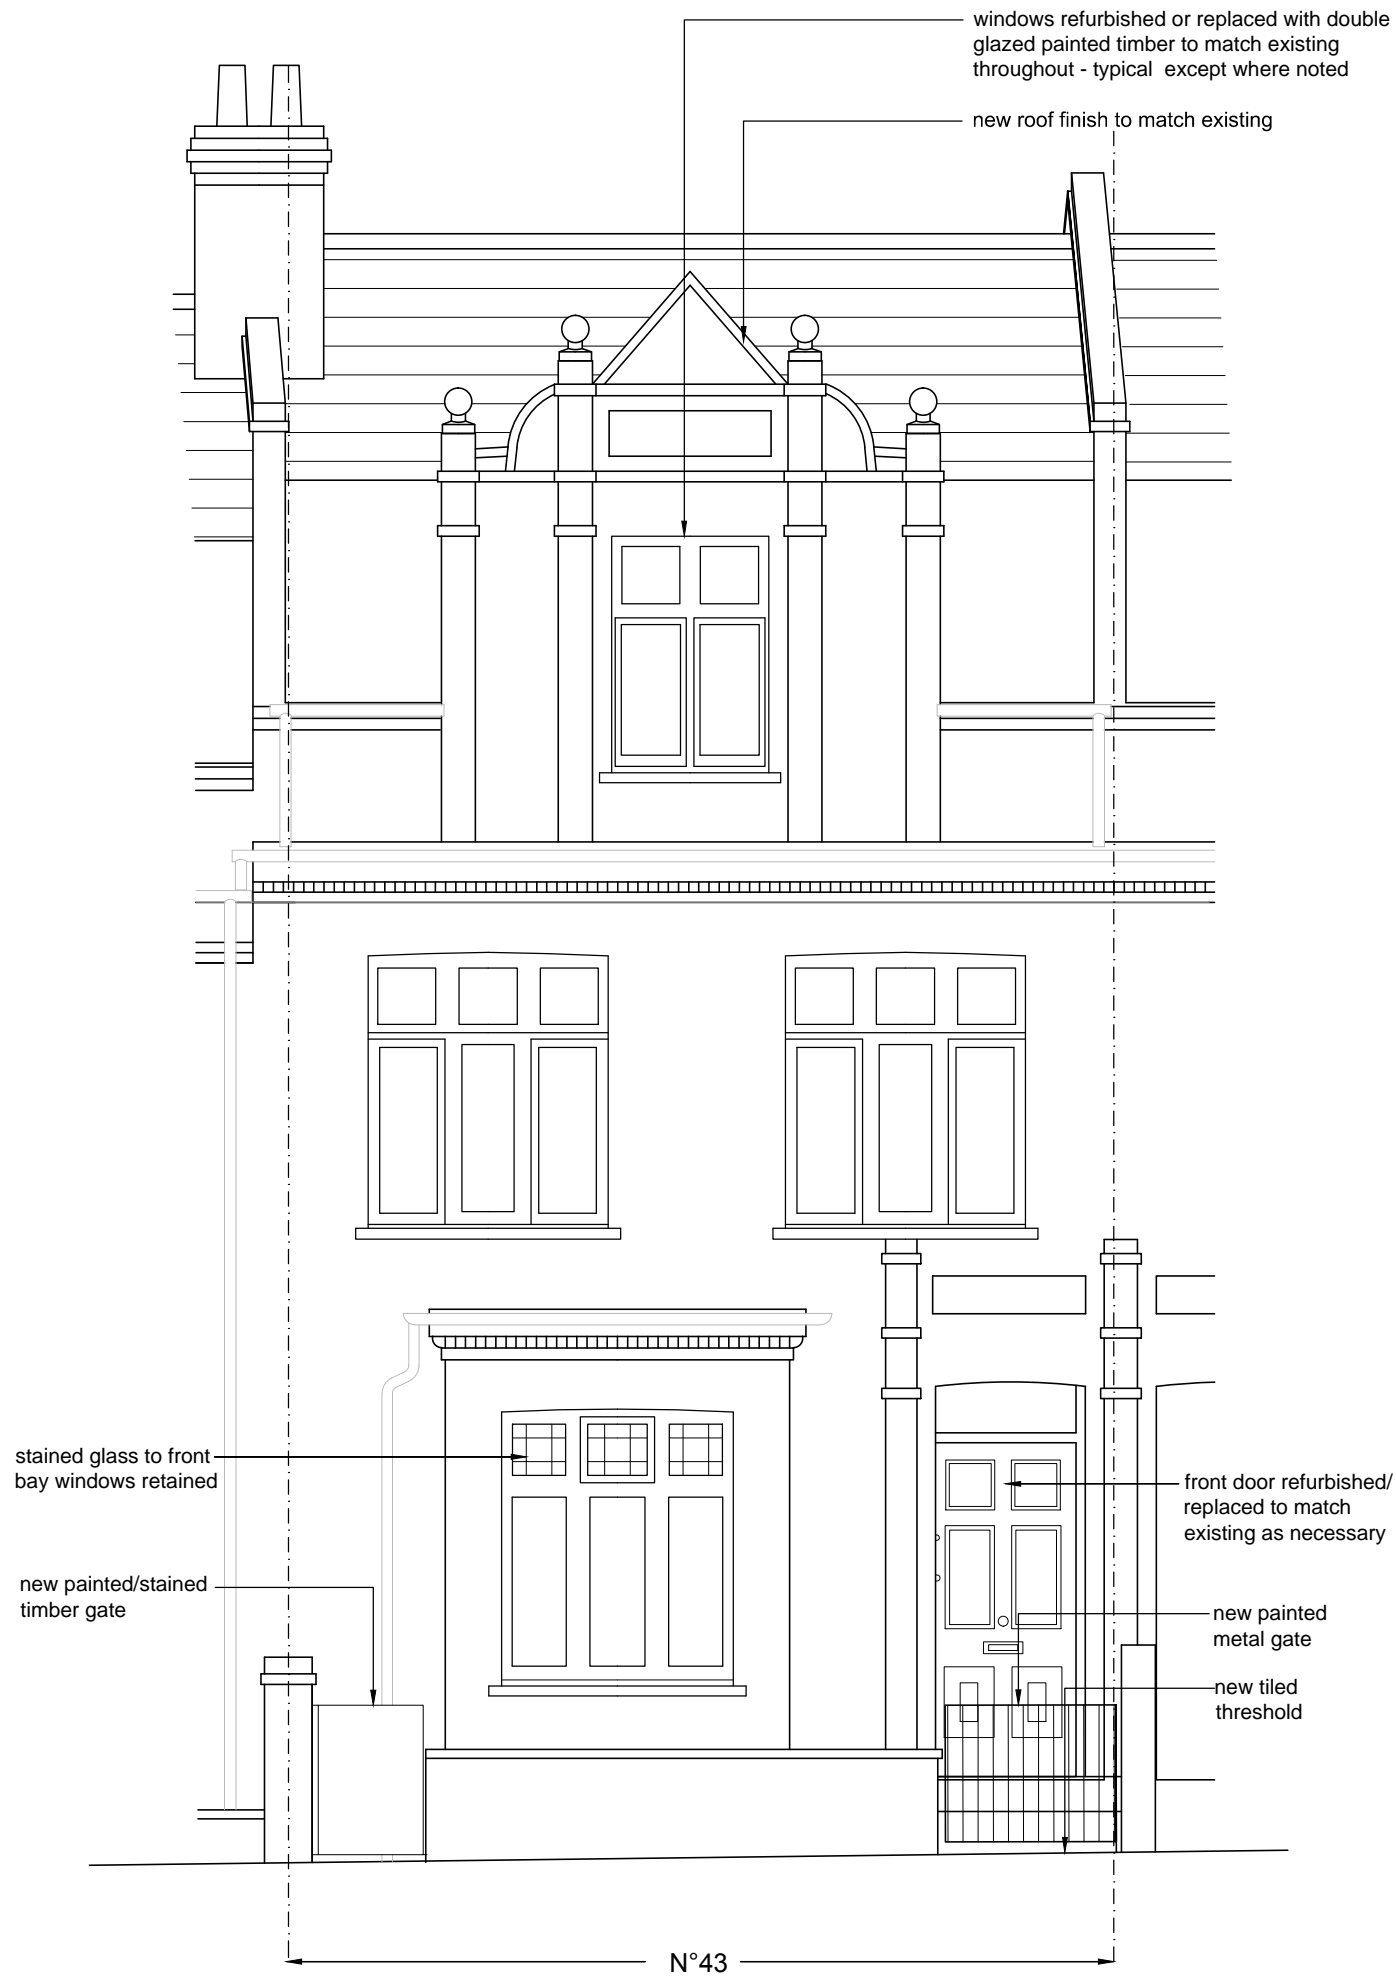 windows refurbished or replaced with double
glazed painted timber to match existing
throughout - typical except where noted
new roof finish to match existing
stained glass to front
bay windows retained
front door refurbished/
replaced to match
existing as necessary
new painted/stained
timber gate
new painted
metal gate
new tiled
threshold
N°43